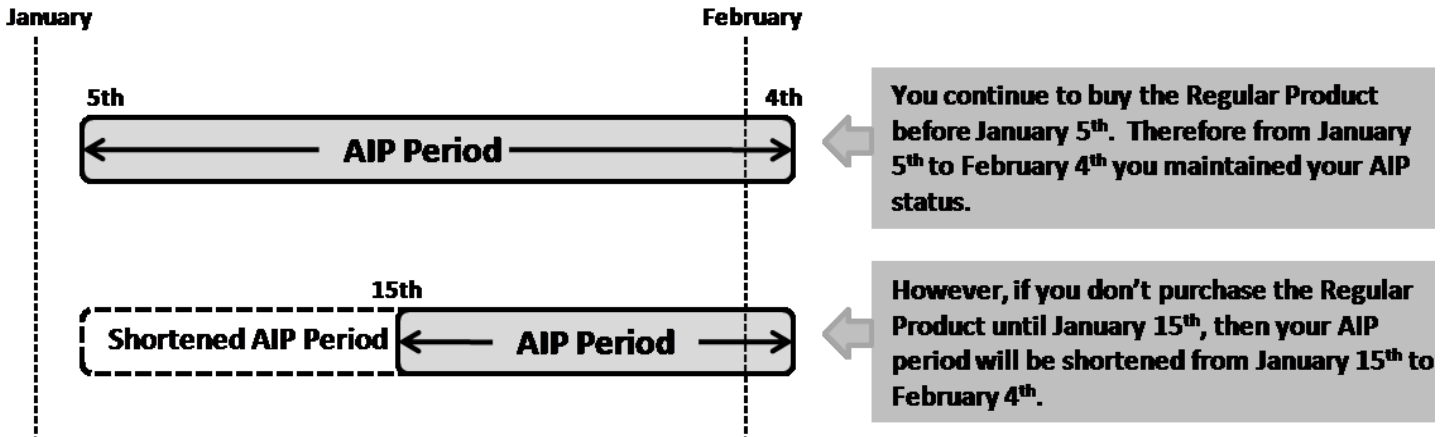 January
February
5th
4th
AIP Period
You continue to buy the Regular Product
before January 5th. Therefore from January
5th to February 4th you maintained your AIP
status.
15th
Shortened AIP Period
AIP Period
However, if you don't purchase the Regular
Product until January 15th, then your AIP
period will be shortened from January 15th to
February 4th.